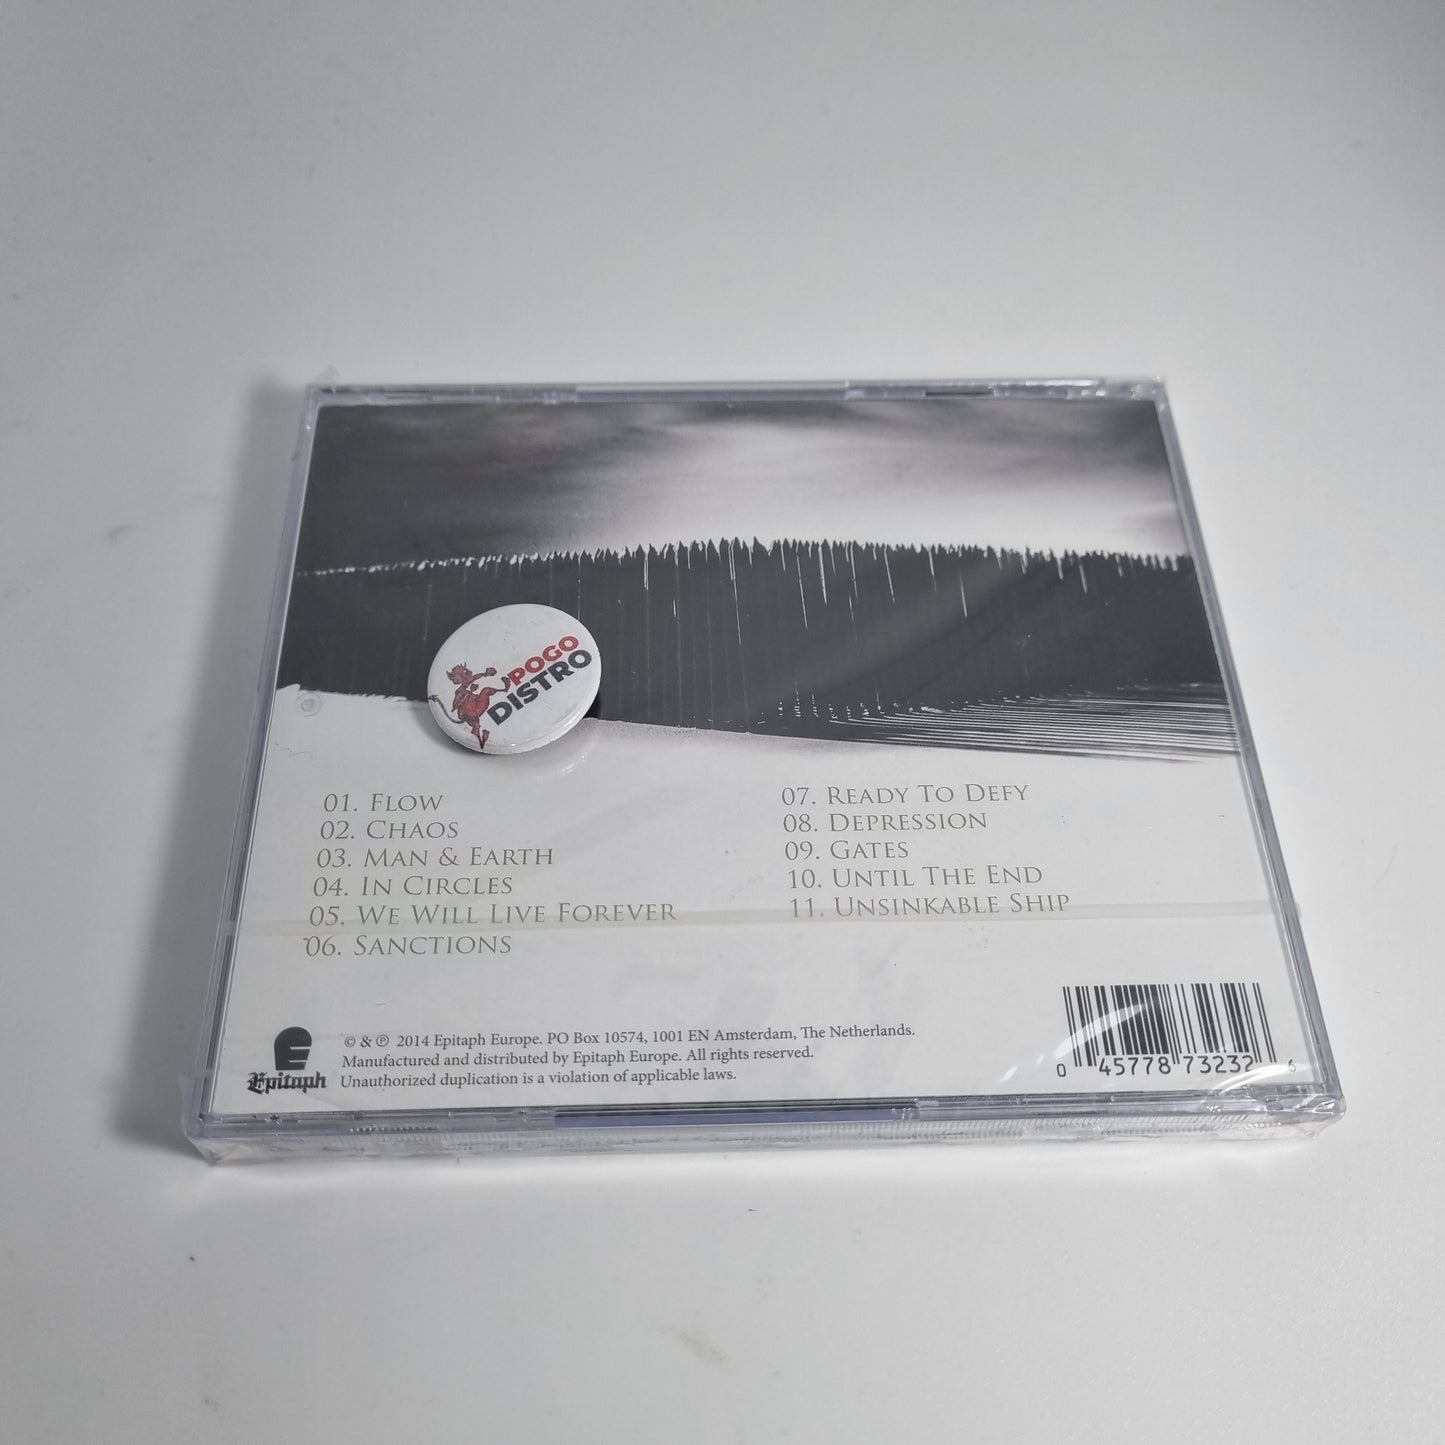 POGO
DISTRO
01. Flow
02. Chaos
03. Man & Earth
04. In Circles
05. We Will Live Forever
06. Sanctions
07. Ready To Defy
08. Depression
09. Gates
10. Until The End
11. Unsinkable Ship
E
Epitaph
© & ℗ 2014 Epitaph Europe. PO Box 10574, 1001 EN Amsterdam, The Netherlands.
Manufactured and distributed by Epitaph Europe. All rights reserved.
Unauthorized duplication is a violation of applicable laws.
0 45778 73232 6